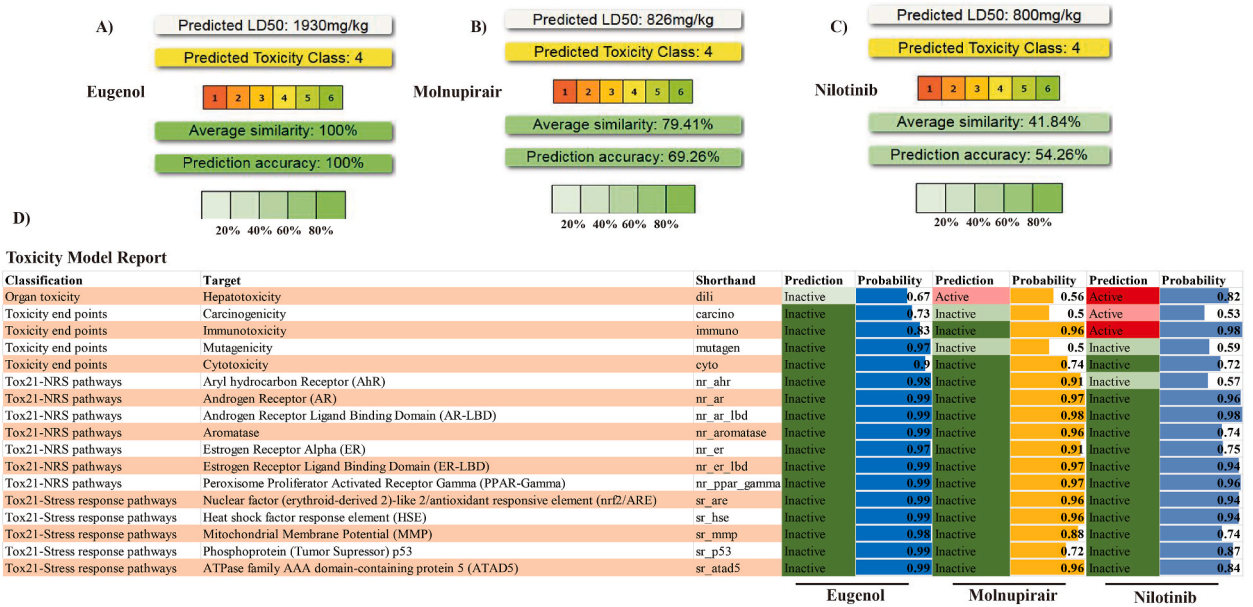 A)
Predicted LD50: 1930mg/kg
Predicted Toxicity Class: 4
Eugenol
1 2 3 4 5 6
Average similarity: 100%
Prediction accuracy: 100%
20% 40% 60% 80%
B)
Predicted LD50: 826mg/kg
Predicted Toxicity Class: 4
Molnupirair
1 2 3 4 5 6
Average similarity: 79.41%
Prediction accuracy: 69.26%
20% 40% 60% 80%
C)
Predicted LD50: 800mg/kg
Predicted Toxicity Class: 4
Nilotinib
1 2 3 4 5 6
Average similarity: 41.84%
Prediction accuracy: 54.26%
20% 40% 60% 80%
D)
Toxicity Model Report
Classification Target Shorthand Prediction Probability Prediction Probability Prediction Probability
Organ toxicity Hepatotoxicity dili Inactive 0.67 Active 0.56 Active 0.82
Toxicity end points Carcinogenicity carcino Inactive 0.73 Inactive 0.5 Active 0.53
Toxicity end points Immunotoxicity immuno Inactive 0.83 Inactive 0.96 Active 0.98
Toxicity end points Mutagenicity mutagen Inactive 0.97 Inactive 0.5 Inactive 0.59
Toxicity end points Cytotoxicity cyto Inactive 0.9 Inactive 0.74 Inactive 0.72
Tox21-NRS pathways Aryl hydrocarbon Receptor (AhR) nr_ahr Inactive 0.98 Inactive 0.91 Inactive 0.57
Tox21-NRS pathways Androgen Receptor (AR) nr_ar Inactive 0.99 Inactive 0.97 Inactive 0.96
Tox21-NRS pathways Androgen Receptor Ligand Binding Domain (AR-LBD) nr_ar_lbd Inactive 0.99 Inactive 0.98 Inactive 0.98
Tox21-NRS pathways Aromatase nr_aromatase Inactive 0.99 Inactive 0.96 Inactive 0.74
Tox21-NRS pathways Estrogen Receptor Alpha (ER) nr_er Inactive 0.97 Inactive 0.91 Inactive 0.75
Tox21-NRS pathways Estrogen Receptor Ligand Binding Domain (ER-LBD) nr_er_lbd Inactive 0.99 Inactive 0.97 Inactive 0.94
Tox21-NRS pathways Peroxisome Proliferator Activated Receptor Gamma (PPAR-Gamma) nr_ppar_gamma Inactive 0.99 Inactive 0.97 Inactive 0.96
Tox21-Stress response pathways Nuclear factor (erythroid-derived 2)-like 2/antioxidant responsive element (nrf2/ARE) sr_are Inactive 0.99 Inactive 0.96 Inactive 0.94
Tox21-Stress response pathways Heat shock factor response element (HSE) sr_hse Inactive 0.99 Inactive 0.96 Inactive 0.94
Tox21-Stress response pathways Mitochondrial Membrane Potential (MMP) sr_mmp Inactive 0.98 Inactive 0.88 Inactive 0.74
Tox21-Stress response pathways Phosphoprotein (Tumor Supressor) p53 sr_p53 Inactive 0.99 Inactive 0.72 Inactive 0.87
Tox21-Stress response pathways ATPase family AAA domain-containing protein 5 (ATAD5) sr_atad5 Inactive 0.99 Inactive 0.96 Inactive 0.84
Eugenol Molnupirair Nilotinib